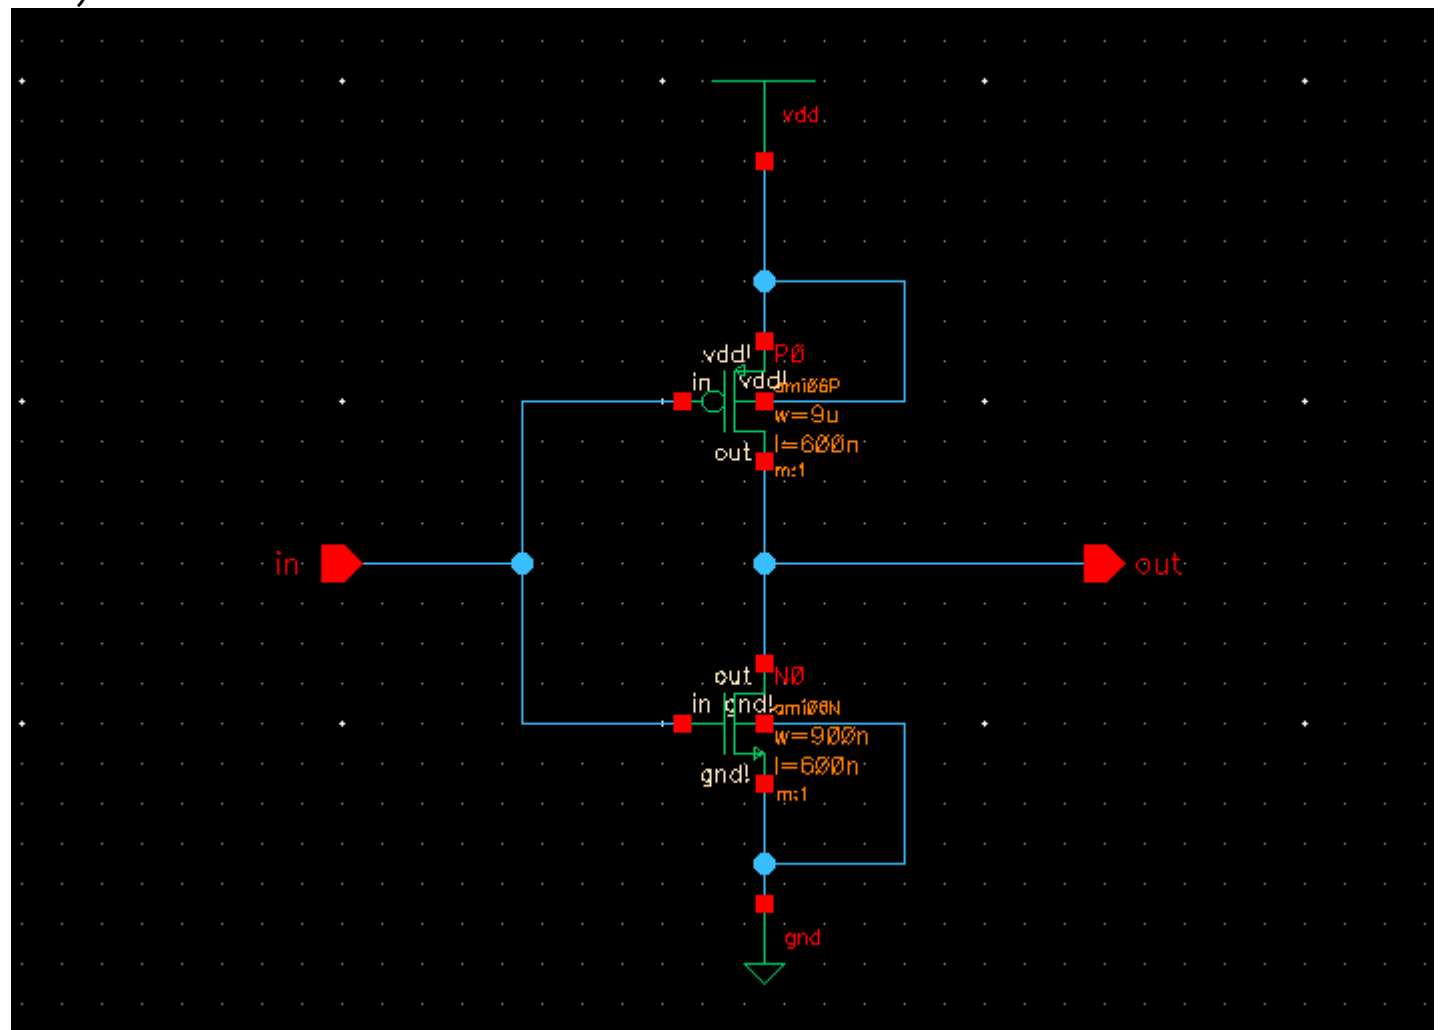 vdd
vdd!
P0
in
vdd!
ami06P
w=9u
out
l=600n
m:1
in
out
out
N0
in
gnd!
ami06N
w=900n
gnd!
l=600n
m:1
gnd